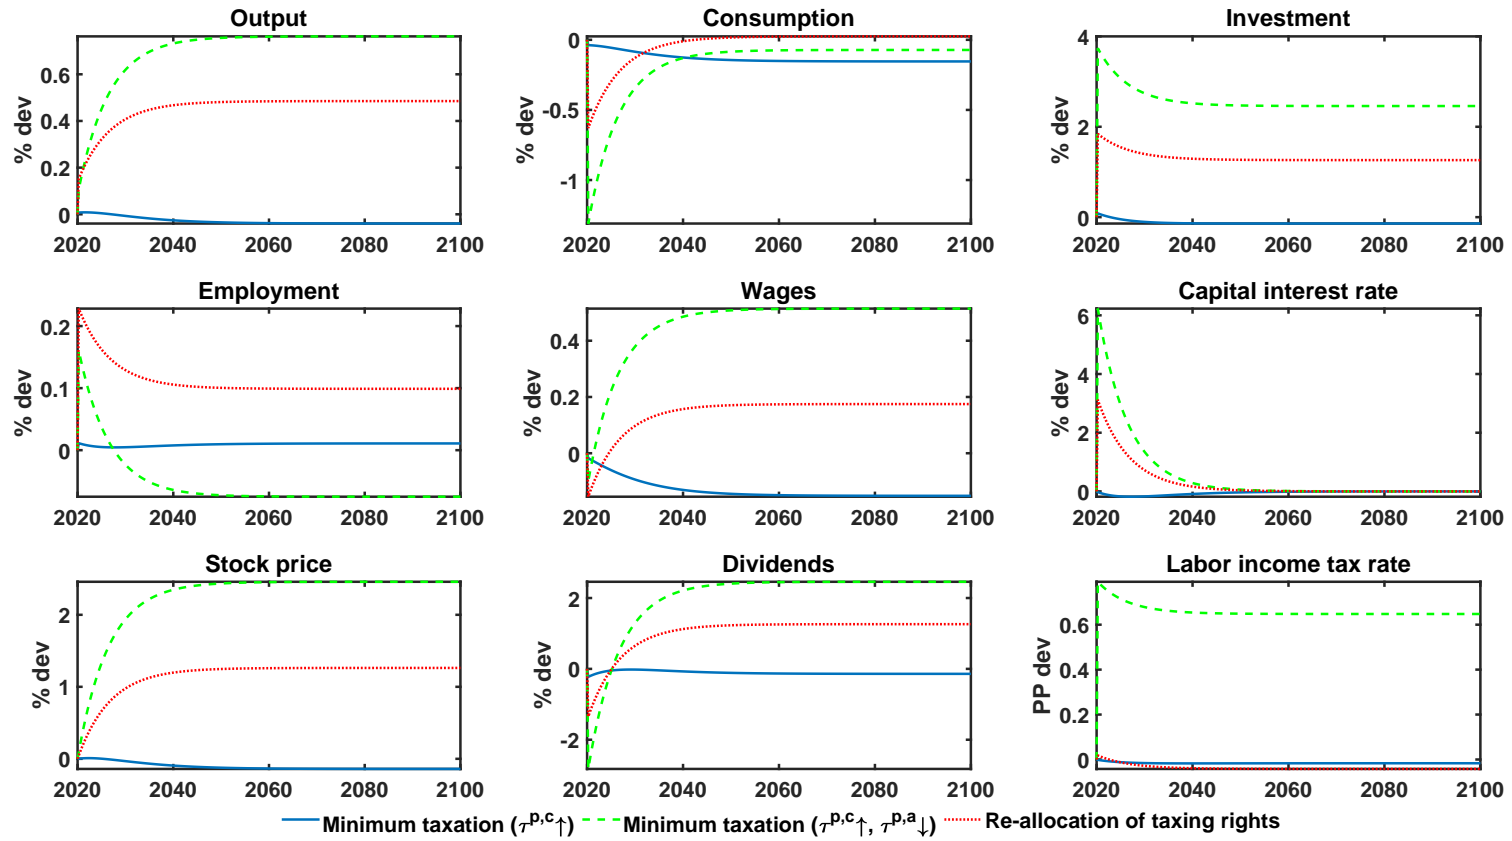 Output
Consumption
Investment
% dev
0.6
0.4
0.2
0
2020 2040 2060 2080 2100
% dev
0
-0.5
-1
2020 2040 2060 2080 2100
% dev
4
2
0
2020 2040 2060 2080 2100
Employment
Wages
Capital interest rate
% dev
0.2
0.1
0
2020 2040 2060 2080 2100
% dev
0.4
0.2
0
2020 2040 2060 2080 2100
% dev
6
4
2
0
2020 2040 2060 2080 2100
Stock price
Dividends
Labor income tax rate
% dev
2
1
0
2020 2040 2060 2080 2100
% dev
2
0
-2
2020 2040 2060 2080 2100
PP dev
0.6
0.4
0.2
0
2020 2040 2060 2080 2100
Minimum taxation (τ^p,c↑) Minimum taxation (τ^p,c↑, τ^p,a↓) Re-allocation of taxing rights